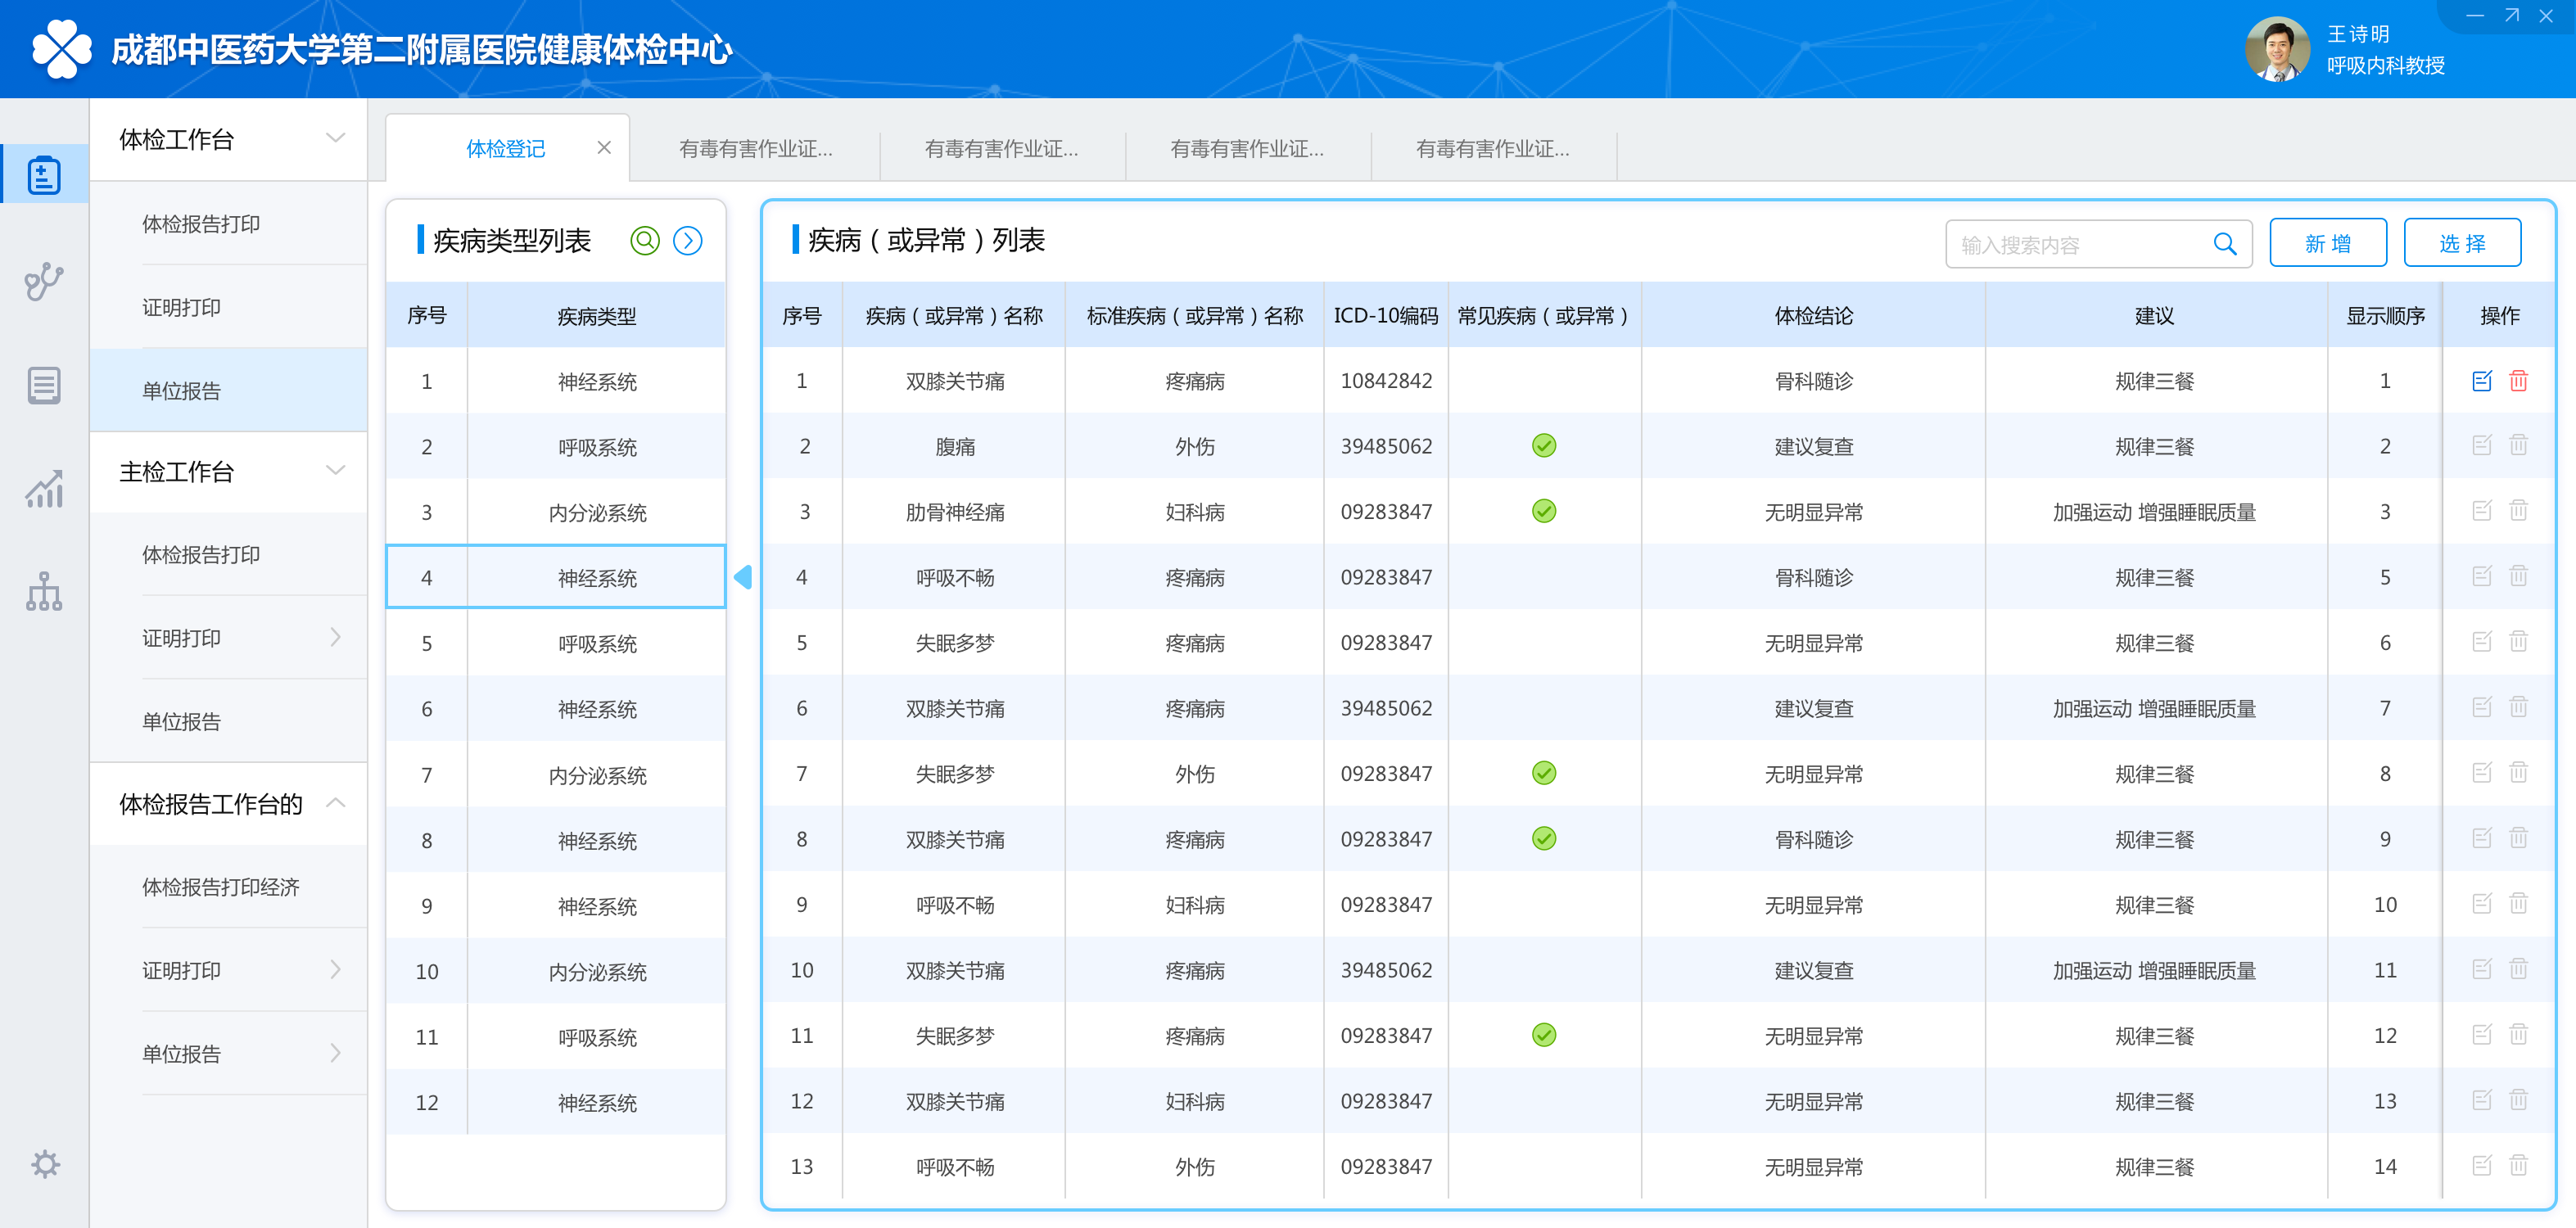 成都中医药大学第二附属医院健康体检中心
王诗明
呼吸内科教授
体检工作台
体检报告打印
证明打印
单位报告
主检工作台
体检报告打印
证明打印
单位报告
体检报告工作台的
体检报告打印经济
证明打印
单位报告
体检登记 有毒有害作业证... 有毒有害作业证... 有毒有害作业证... 有毒有害作业证...
疾病类型列表
序号 疾病类型
1 神经系统
2 呼吸系统
3 内分泌系统
4 神经系统
5 呼吸系统
6 神经系统
7 内分泌系统
8 神经系统
9 神经系统
10 内分泌系统
11 呼吸系统
12 神经系统
疾病（或异常）列表
输入搜索内容 新 增 选 择
序号 疾病（或异常）名称 标准疾病（或异常）名称 ICD-10编码 常见疾病（或异常） 体检结论 建议 显示顺序 操作
1 双膝关节痛 疼痛病 10842842 骨科随诊 规律三餐 1
2 腹痛 外伤 39485062 建议复查 规律三餐 2
3 肋骨神经痛 妇科病 09283847 无明显异常 加强运动 增强睡眠质量 3
4 呼吸不畅 疼痛病 09283847 骨科随诊 规律三餐 5
5 失眠多梦 疼痛病 09283847 无明显异常 规律三餐 6
6 双膝关节痛 疼痛病 39485062 建议复查 加强运动 增强睡眠质量 7
7 失眠多梦 外伤 09283847 无明显异常 规律三餐 8
8 双膝关节痛 疼痛病 09283847 骨科随诊 规律三餐 9
9 呼吸不畅 妇科病 09283847 无明显异常 规律三餐 10
10 双膝关节痛 疼痛病 39485062 建议复查 加强运动 增强睡眠质量 11
11 失眠多梦 疼痛病 09283847 无明显异常 规律三餐 12
12 双膝关节痛 妇科病 09283847 无明显异常 规律三餐 13
13 呼吸不畅 外伤 09283847 无明显异常 规律三餐 14